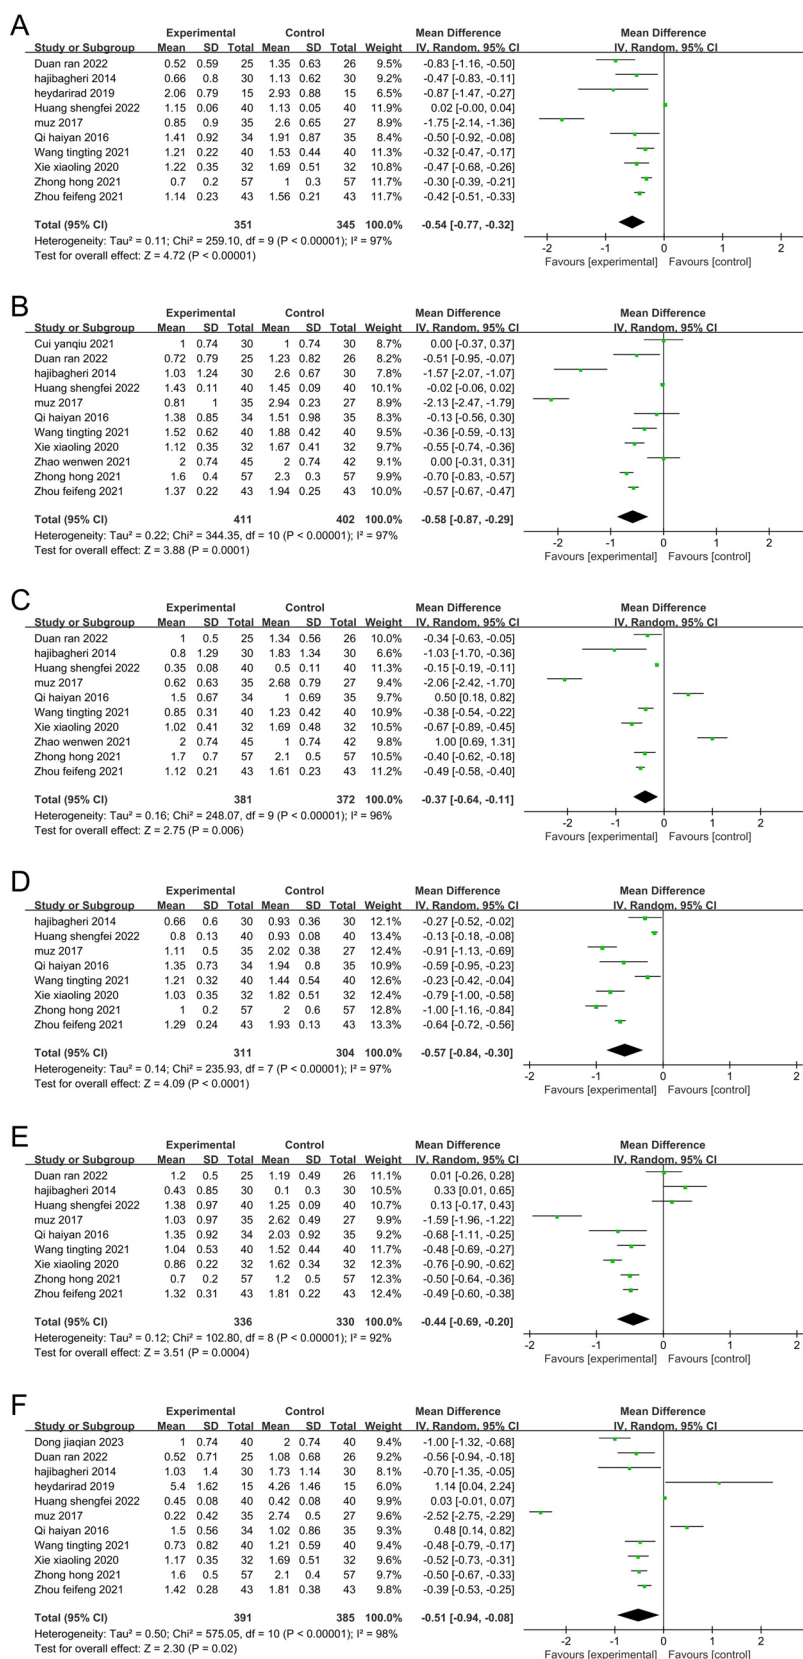 A
Experimental Control Mean Difference Mean Difference
Study or Subgroup Mean SD Total Mean SD Total Weight IV, Random, 95% CI IV, Random, 95% CI
Duan ran 2022 0.52 0.59 25 1.35 0.63 26 9.5% -0.83 [-1.16, -0.50]
hajibagheri 2014 0.66 0.8 30 1.13 0.62 30 9.3% -0.47 [-0.83, -0.11]
heydarirad 2019 2.06 0.79 15 2.93 0.88 15 7.2% -0.87 [-1.47, -0.27]
Huang shengfei 2022 1.15 0.06 40 1.13 0.05 40 11.9% 0.02 [-0.00, 0.04]
muz 2017 0.85 0.9 35 2.6 0.65 27 9.0% -1.75 [-2.14, -1.36]
Qi haiyan 2016 1.41 0.92 34 1.91 0.87 35 8.7% -0.50 [-0.92, -0.08]
Wang tingting 2021 1.21 0.22 40 1.53 0.44 40 11.3% -0.32 [-0.47, -0.17]
Xie xiaoling 2020 1.22 0.35 32 1.69 0.51 32 10.8% -0.47 [-0.68, -0.26]
Zhong hong 2021 0.7 0.2 57 1 0.3 57 11.7% -0.30 [-0.39, -0.21]
Zhou feifeng 2021 1.14 0.23 43 1.56 0.21 43 11.7% -0.42 [-0.51, -0.33]
Total (95% CI) 351 345 100.0% -0.54 [-0.77, -0.32]
Heterogeneity: Tau² = 0.11; Chi² = 259.10, df = 9 (P < 0.00001); I² = 97%
Test for overall effect: Z = 4.72 (P < 0.00001)
-2 -1 0 1 2
Favours [experimental] Favours [control]
B
Experimental Control Mean Difference Mean Difference
Study or Subgroup Mean SD Total Mean SD Total Weight IV, Random, 95% CI IV, Random, 95% CI
Cui yanqiu 2021 1 0.74 30 1 0.74 30 8.7% 0.00 [-0.37, 0.37]
Duan ran 2022 0.72 0.79 25 1.23 0.82 26 8.2% -0.51 [-0.95, -0.07]
hajibagheri 2014 1.03 1.24 30 2.6 0.67 30 7.8% -1.57 [-2.07, -1.07]
Huang shengfei 2022 1.43 0.11 40 1.45 0.09 40 10.1% -0.02 [-0.06, 0.02]
muz 2017 0.81 1 35 2.94 0.23 27 9.0% -2.13 [-2.47, -1.79]
Qi haiyan 2016 1.38 0.85 34 1.51 0.98 35 8.3% -0.13 [-0.56, 0.30]
Wang tingting 2021 1.52 0.62 40 1.88 0.42 40 9.6% -0.36 [-0.59, -0.13]
Xie xiaoling 2020 1.12 0.35 32 1.67 0.41 32 9.8% -0.55 [-0.74, -0.36]
Zhao wenwen 2021 2 0.74 45 2 0.74 42 9.1% 0.00 [-0.31, 0.31]
Zhong hong 2021 1.6 0.4 57 2.3 0.3 57 9.9% -0.70 [-0.83, -0.57]
Zhou feifeng 2021 1.37 0.22 43 1.94 0.25 43 10.0% -0.57 [-0.67, -0.47]
Total (95% CI) 411 402 100.0% -0.58 [-0.87, -0.29]
Heterogeneity: Tau² = 0.22; Chi² = 344.35, df = 10 (P < 0.00001); I² = 97%
Test for overall effect: Z = 3.88 (P = 0.0001)
-2 -1 0 1 2
Favours [experimental] Favours [control]
C
Experimental Control Mean Difference Mean Difference
Study or Subgroup Mean SD Total Mean SD Total Weight IV, Random, 95% CI IV, Random, 95% CI
Duan ran 2022 1 0.5 25 1.34 0.56 26 10.0% -0.34 [-0.63, -0.05]
hajibagheri 2014 0.8 1.29 30 1.83 1.34 30 6.6% -1.03 [-1.70, -0.36]
Huang shengfei 2022 0.35 0.08 40 0.5 0.11 40 11.3% -0.15 [-0.19, -0.11]
muz 2017 0.62 0.63 35 2.68 0.79 27 9.4% -2.06 [-2.42, -1.70]
Qi haiyan 2016 1.5 0.67 34 1 0.69 35 9.7% 0.50 [0.18, 0.82]
Wang tingting 2021 0.85 0.31 40 1.23 0.42 40 10.9% -0.38 [-0.54, -0.22]
Xie xiaoling 2020 1.02 0.41 32 1.69 0.48 32 10.6% -0.67 [-0.89, -0.45]
Zhao wenwen 2021 2 0.74 45 1 0.74 42 9.8% 1.00 [0.69, 1.31]
Zhong hong 2021 1.7 0.7 57 2.1 0.5 57 10.6% -0.40 [-0.62, -0.18]
Zhou feifeng 2021 1.12 0.21 43 1.61 0.23 43 11.2% -0.49 [-0.58, -0.40]
Total (95% CI) 381 372 100.0% -0.37 [-0.64, -0.11]
Heterogeneity: Tau² = 0.16; Chi² = 248.07, df = 9 (P < 0.00001); I² = 96%
Test for overall effect: Z = 2.75 (P = 0.006)
-2 -1 0 1 2
Favours [experimental] Favours [control]
D
Experimental Control Mean Difference Mean Difference
Study or Subgroup Mean SD Total Mean SD Total Weight IV, Random, 95% CI IV, Random, 95% CI
hajibagheri 2014 0.66 0.6 30 0.93 0.36 30 12.1% -0.27 [-0.52, -0.02]
Huang shengfei 2022 0.8 0.13 40 0.93 0.08 40 13.4% -0.13 [-0.18, -0.08]
muz 2017 1.11 0.5 35 2.02 0.38 27 12.4% -0.91 [-1.13, -0.69]
Qi haiyan 2016 1.35 0.73 34 1.94 0.8 35 10.8% -0.59 [-0.95, -0.23]
Wang tingting 2021 1.21 0.32 40 1.44 0.54 40 12.6% -0.23 [-0.42, -0.04]
Xie xiaoling 2020 1.03 0.35 32 1.82 0.51 32 12.5% -0.79 [-1.00, -0.58]
Zhong hong 2021 1 0.2 57 2 0.6 57 12.9% -1.00 [-1.16, -0.84]
Zhou feifeng 2021 1.29 0.24 43 1.93 0.13 43 13.3% -0.64 [-0.72, -0.56]
Total (95% CI) 311 304 100.0% -0.57 [-0.84, -0.30]
Heterogeneity: Tau² = 0.14; Chi² = 235.93, df = 7 (P < 0.00001); I² = 97%
Test for overall effect: Z = 4.09 (P < 0.0001)
-2 -1 0 1 2
Favours [experimental] Favours [control]
E
Experimental Control Mean Difference Mean Difference
Study or Subgroup Mean SD Total Mean SD Total Weight IV, Random, 95% CI IV, Random, 95% CI
Duan ran 2022 1.2 0.5 25 1.19 0.49 26 11.1% 0.01 [-0.26, 0.28]
hajibagheri 2014 0.43 0.85 30 0.1 0.3 30 10.5% 0.33 [0.01, 0.65]
Huang shengfei 2022 1.38 0.97 40 1.25 0.09 40 10.7% 0.13 [-0.17, 0.43]
muz 2017 1.03 0.97 35 2.62 0.49 27 9.9% -1.59 [-1.96, -1.22]
Qi haiyan 2016 1.35 0.92 34 2.03 0.92 35 9.1% -0.68 [-1.11, -0.25]
Wang tingting 2021 1.04 0.53 40 1.52 0.44 40 11.7% -0.48 [-0.69, -0.27]
Xie xiaoling 2020 0.86 0.22 32 1.62 0.34 32 12.3% -0.76 [-0.90, -0.62]
Zhong hong 2021 0.7 0.2 57 1.2 0.5 57 12.3% -0.50 [-0.64, -0.36]
Zhou feifeng 2021 1.32 0.31 43 1.81 0.22 43 12.4% -0.49 [-0.60, -0.38]
Total (95% CI) 336 330 100.0% -0.44 [-0.69, -0.20]
Heterogeneity: Tau² = 0.12; Chi² = 102.80, df = 8 (P < 0.00001); I² = 92%
Test for overall effect: Z = 3.51 (P = 0.0004)
-2 -1 0 1 2
Favours [experimental] Favours [control]
F
Experimental Control Mean Difference Mean Difference
Study or Subgroup Mean SD Total Mean SD Total Weight IV, Random, 95% CI IV, Random, 95% CI
Dong jiaqian 2023 1 0.74 40 2 0.74 40 9.4% -1.00 [-1.32, -0.68]
Duan ran 2022 0.52 0.71 25 1.08 0.68 26 9.2% -0.56 [-0.94, -0.18]
hajibagheri 2014 1.03 1.4 30 1.73 1.14 30 8.1% -0.70 [-1.35, -0.05]
heydarirad 2019 5.4 1.62 15 4.26 1.46 15 6.0% 1.14 [0.04, 2.24]
Huang shengfei 2022 0.45 0.08 40 0.42 0.08 40 9.9% 0.03 [-0.01, 0.07]
muz 2017 0.22 0.42 35 2.74 0.5 27 9.7% -2.52 [-2.75, -2.29]
Qi haiyan 2016 1.5 0.56 34 1.02 0.86 35 9.3% 0.48 [0.14, 0.82]
Wang tingting 2021 0.73 0.82 40 1.21 0.59 40 9.4% -0.48 [-0.79, -0.17]
Xie xiaoling 2020 1.17 0.35 32 1.69 0.51 32 9.7% -0.52 [-0.73, -0.31]
Zhong hong 2021 1.6 0.5 57 2.1 0.4 57 9.8% -0.50 [-0.67, -0.33]
Zhou feifeng 2021 1.42 0.28 43 1.81 0.38 43 9.8% -0.39 [-0.53, -0.25]
Total (95% CI) 391 385 100.0% -0.51 [-0.94, -0.08]
Heterogeneity: Tau² = 0.50; Chi² = 575.05, df = 10 (P < 0.00001); I² = 98%
Test for overall effect: Z = 2.30 (P = 0.02)
-2 -1 0 1 2
Favours [experimental] Favours [control]